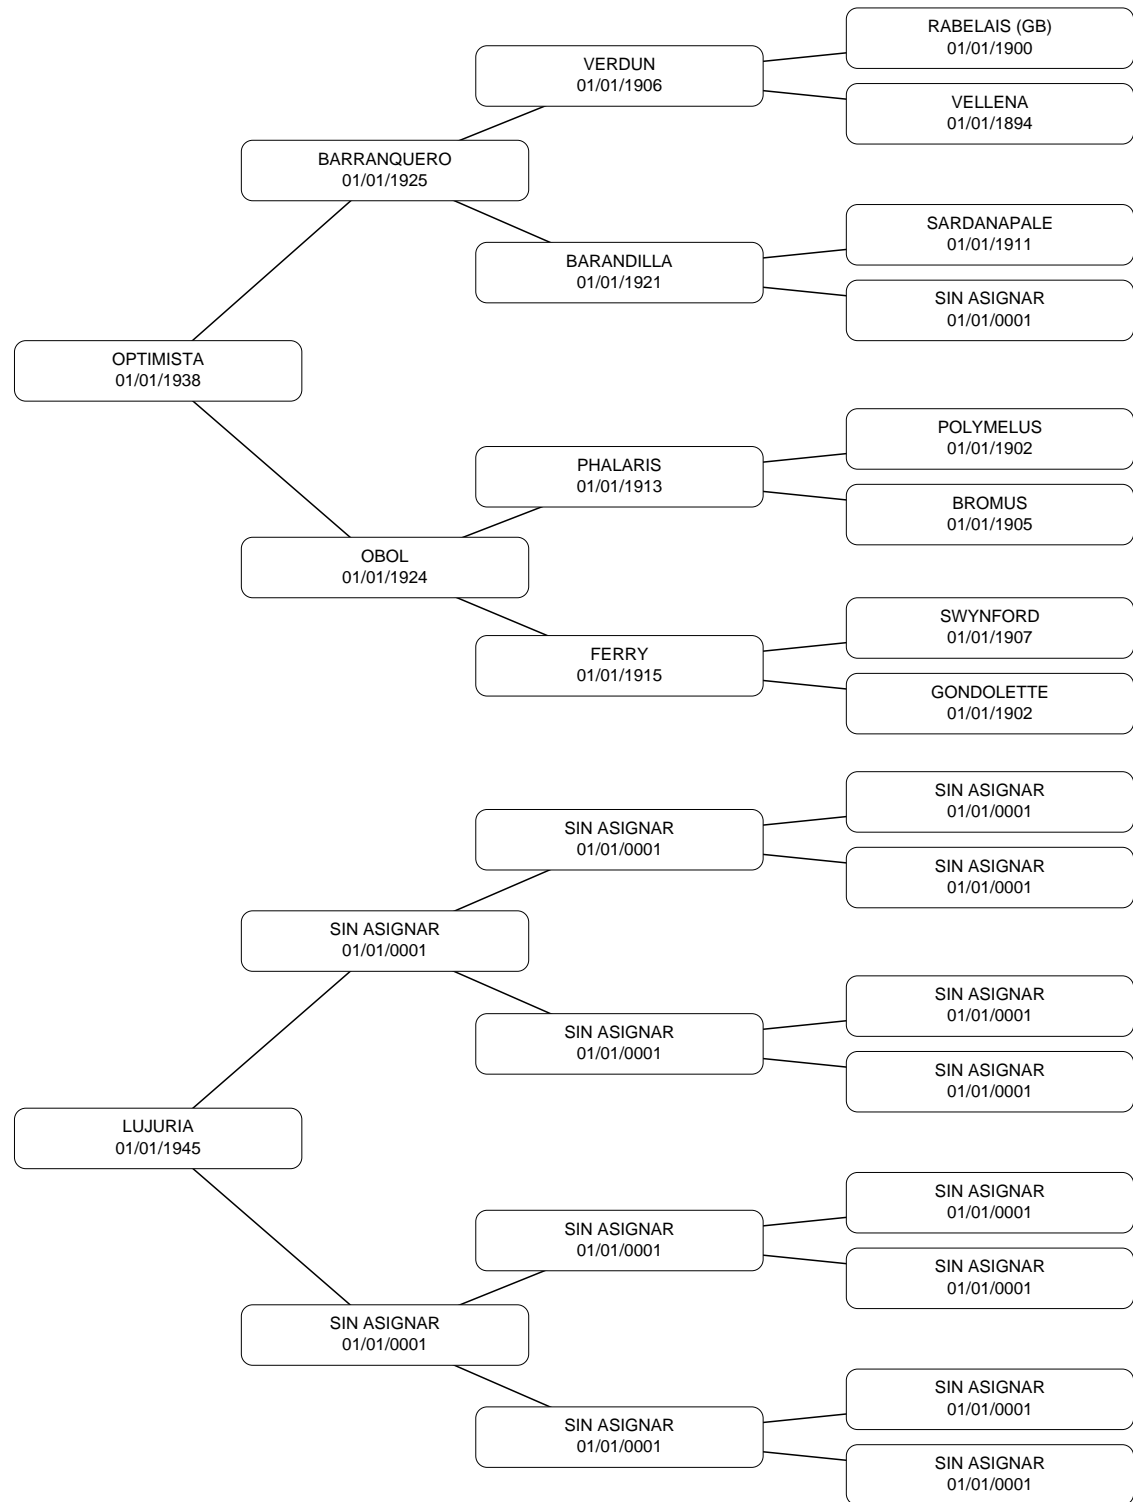 RABELAIS (GB)
01/01/1900
VERDUN
01/01/1906
VELLENA
01/01/1894
BARRANQUERO
01/01/1925
SARDANAPALE
01/01/1911
BARANDILLA
01/01/1921
SIN ASIGNAR
01/01/0001
OPTIMISTA
01/01/1938
POLYMELUS
01/01/1902
PHALARIS
01/01/1913
BROMUS
01/01/1905
OBOL
01/01/1924
SWYNFORD
01/01/1907
FERRY
01/01/1915
GONDOLETTE
01/01/1902
SIN ASIGNAR
01/01/0001
SIN ASIGNAR
01/01/0001
SIN ASIGNAR
01/01/0001
SIN ASIGNAR
01/01/0001
SIN ASIGNAR
01/01/0001
SIN ASIGNAR
01/01/0001
SIN ASIGNAR
01/01/0001
LUJURIA
01/01/1945
SIN ASIGNAR
01/01/0001
SIN ASIGNAR
01/01/0001
SIN ASIGNAR
01/01/0001
SIN ASIGNAR
01/01/0001
SIN ASIGNAR
01/01/0001
SIN ASIGNAR
01/01/0001
SIN ASIGNAR
01/01/0001